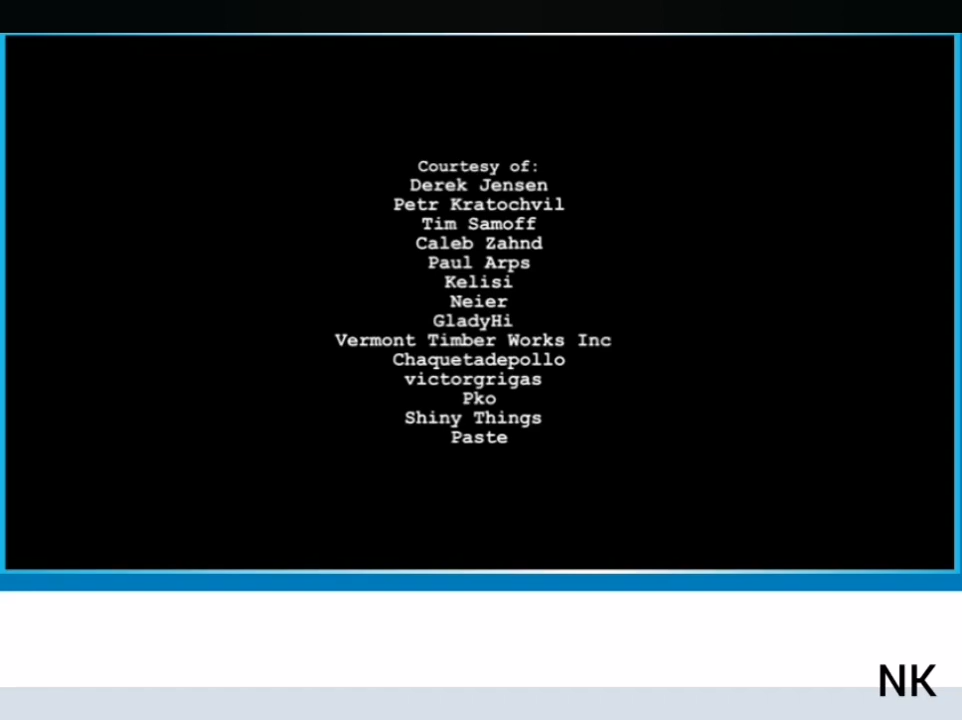 Courtesy of:
Derek Jensen
Petr Kratochvil
Tim Samoff
Caleb Zahnd
Paul Arps
Kelisi
Neier
GladyHi
Vermont Timber Works Inc
Chaquetadepollo
victorgrigas
Pko
Shiny Things
Paste
NK